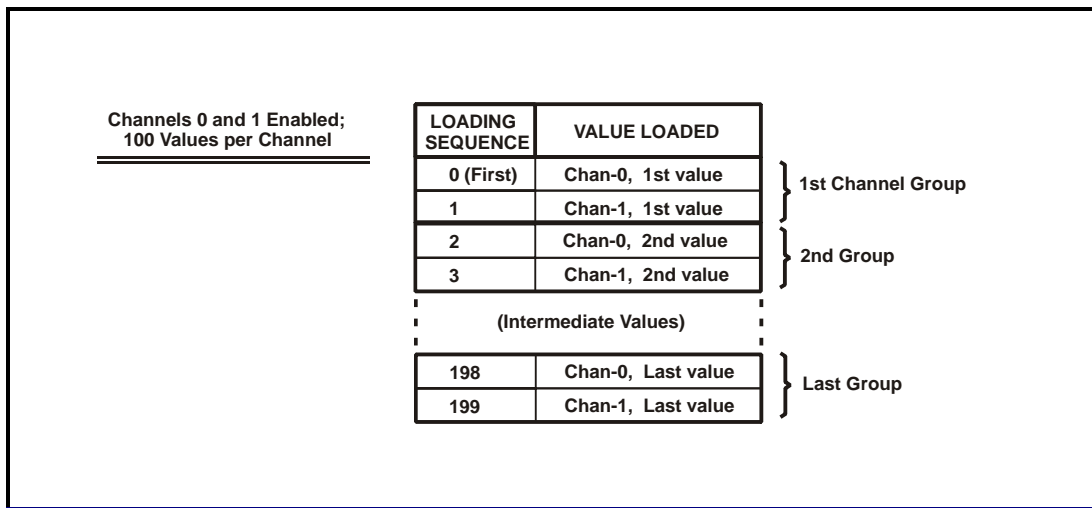 Channels 0 and 1 Enabled;
100 Values per Channel
LOADING
SEQUENCE
VALUE LOADED
0 (First)
Chan-0, 1st value
1
Chan-1, 1st value
1st Channel Group
2
Chan-0, 2nd value
3
Chan-1, 2nd value
2nd Group
(Intermediate Values)
198
Chan-0, Last value
199
Chan-1, Last value
Last Group